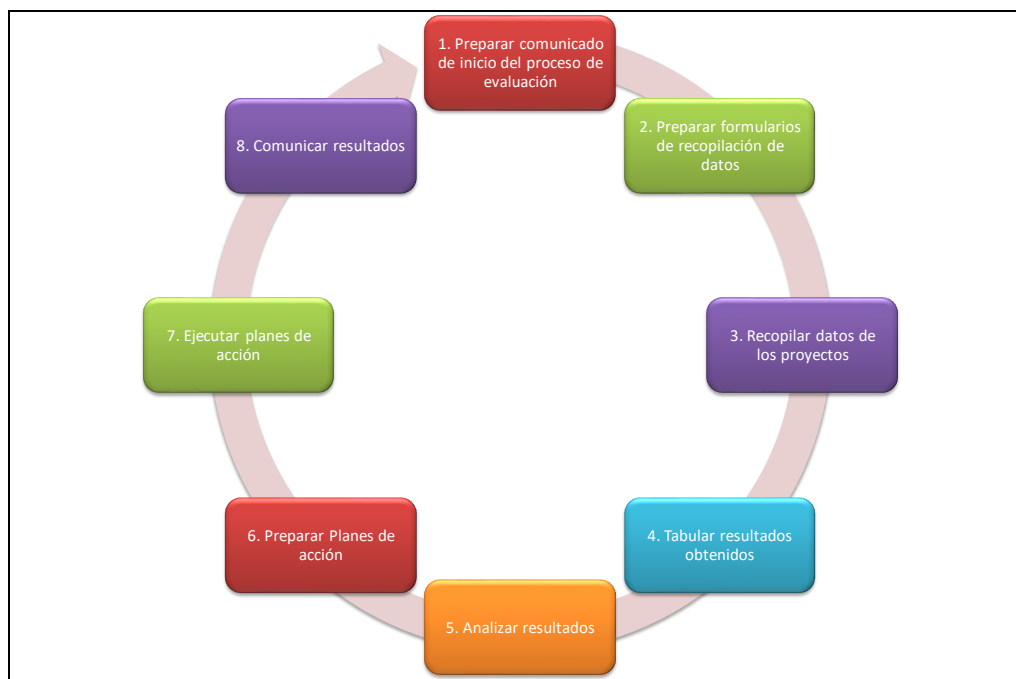 1. Preparar comunicado
de inicio del proceso de
evaluación
2. Preparar formularios
de recopilación de
datos
3. Recopilar datos de
los proyectos
4. Tabular resultados
obtenidos
5. Analizar resultados
6. Preparar Planes de
acción
7. Ejecutar planes de
acción
8. Comunicar resultados